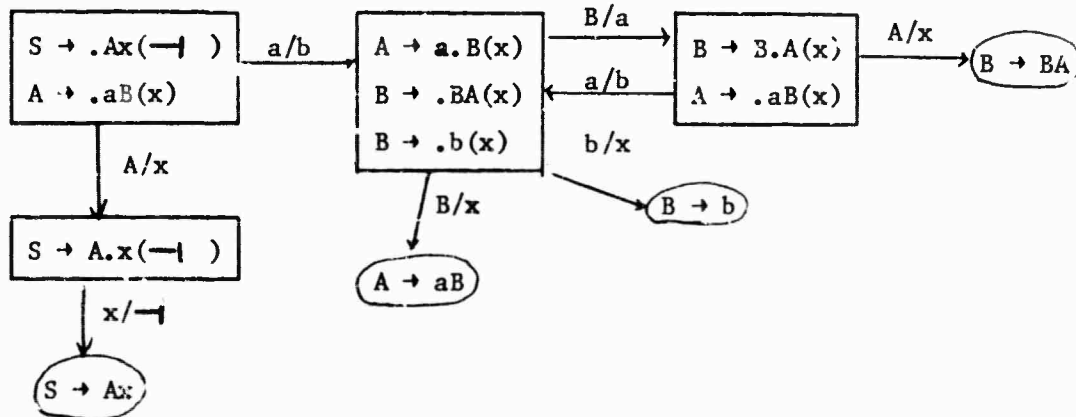 S → .Ax(⊣ )
A → .aB(x)
a/b
A → a.B(x)
B → .BA(x)
B → .b(x)
B/a
a/b
B → B.A(x)
A → .aB(x)
A/x
B → BA
A/x
B/x
b/x
B → b
S → A.x(⊣ )
A → aB
x/⊣
S → Ax